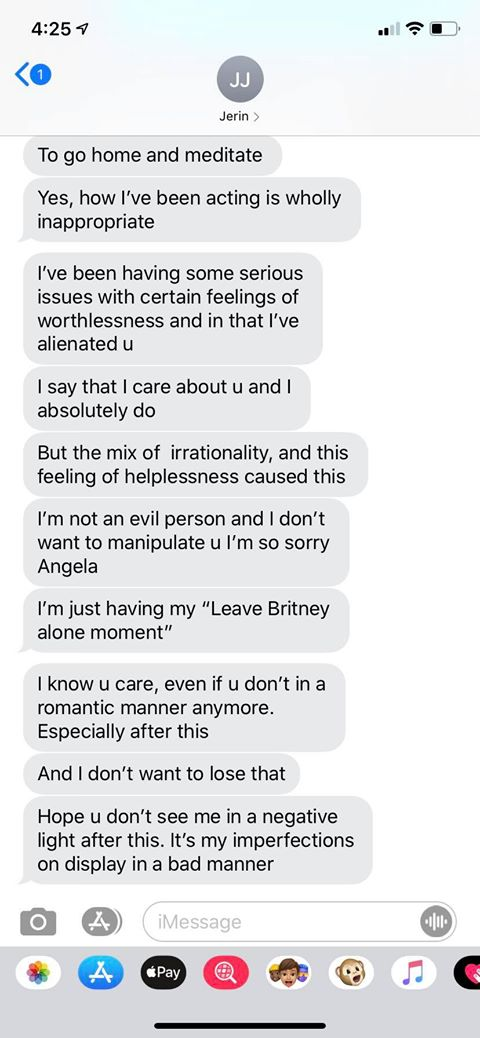 4:25
1
JJ
Jerin
To go home and meditate
Yes, how I’ve been acting is wholly
inappropriate
I’ve been having some serious
issues with certain feelings of
worthlessness and in that I’ve
alienated u
I say that I care about u and I
absolutely do
But the mix of  irrationality, and this
feeling of helplessness caused this
I’m not an evil person and I don’t
want to manipulate u I’m so sorry
Angela
I’m just having my “Leave Britney
alone moment”
I know u care, even if u don’t in a
romantic manner anymore.
Especially after this
And I don’t want to lose that
Hope u don’t see me in a negative
light after this. It’s my imperfections
on display in a bad manner
iMessage
Pay